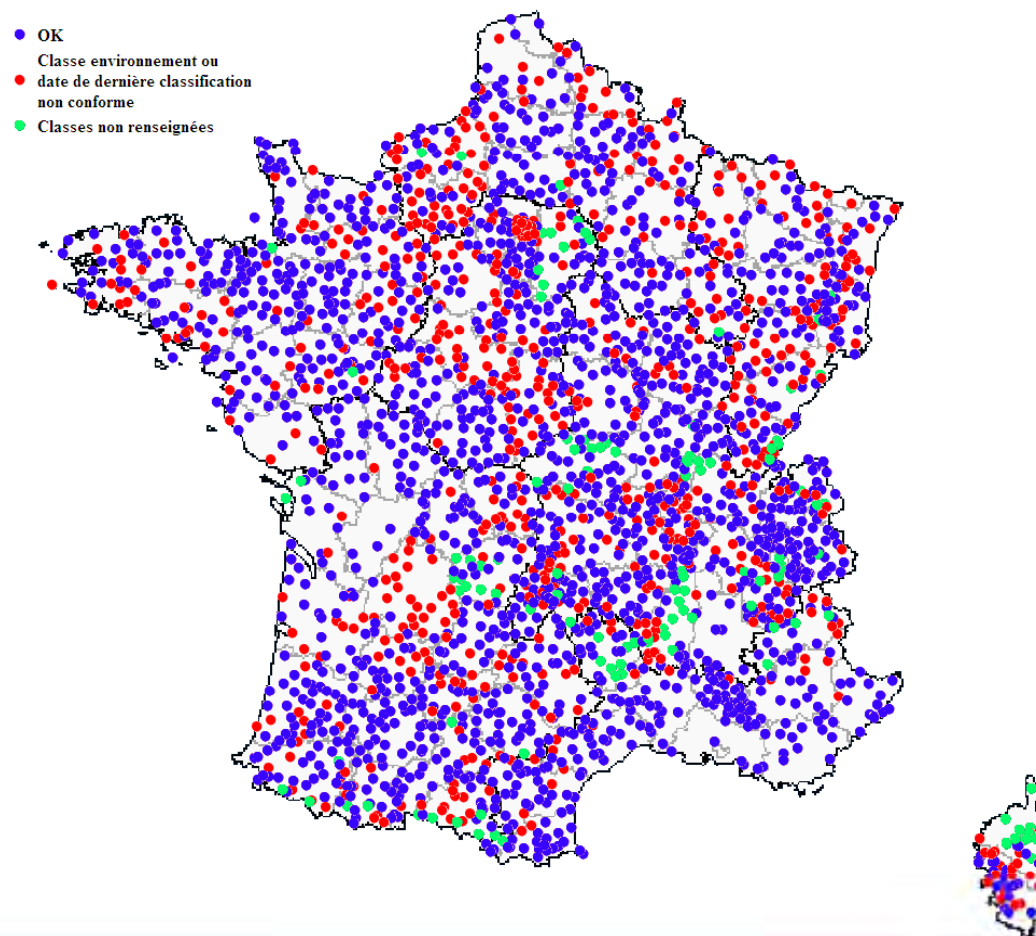 OK
Classe environnement ou
date de dernière classification
non conforme
Classes non renseignées